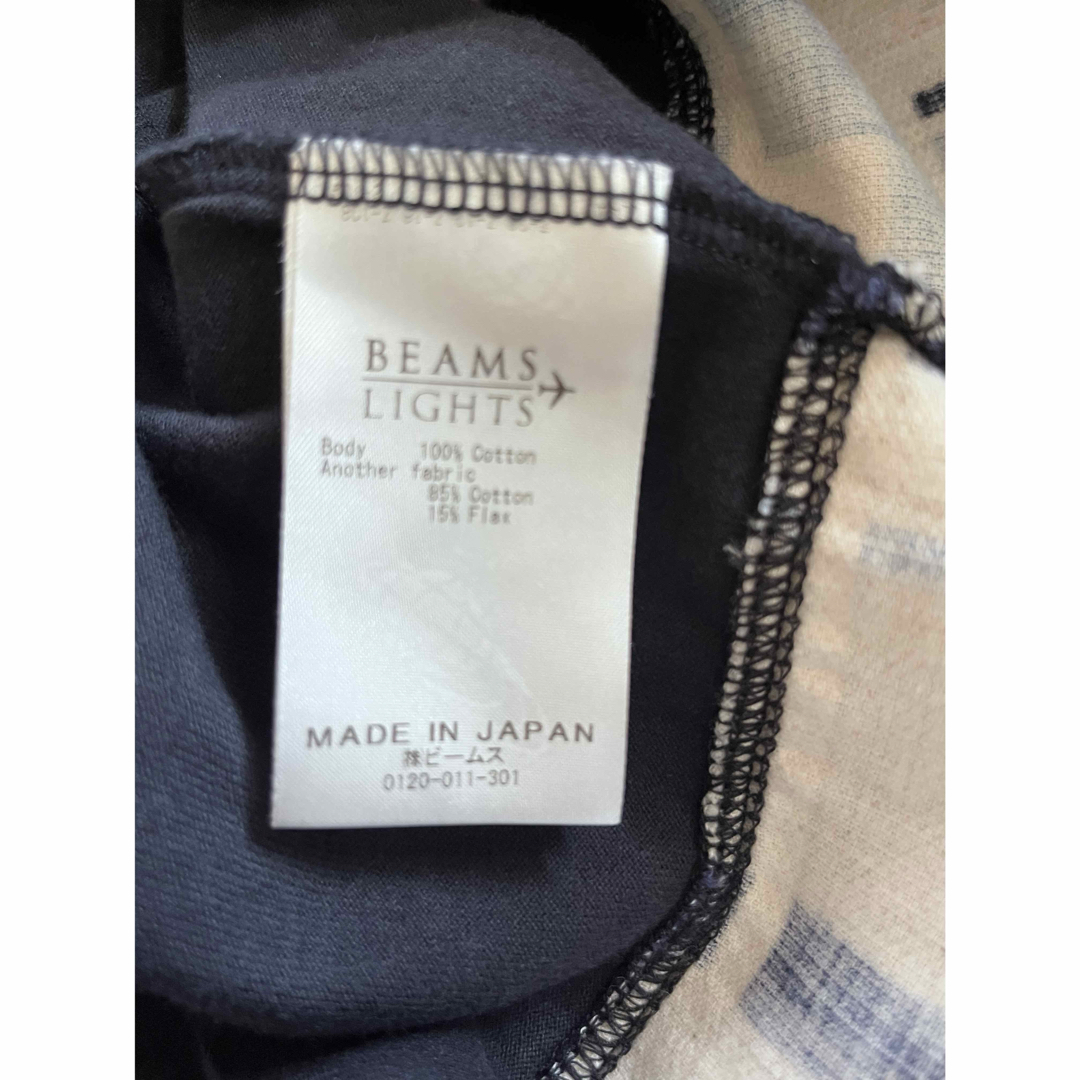 BEAMS
LIGHTS
Body 100% Cotton
Another fabric
85% Cotton
15% Flax
MADE IN JAPAN
株ビームス
0120-011-301